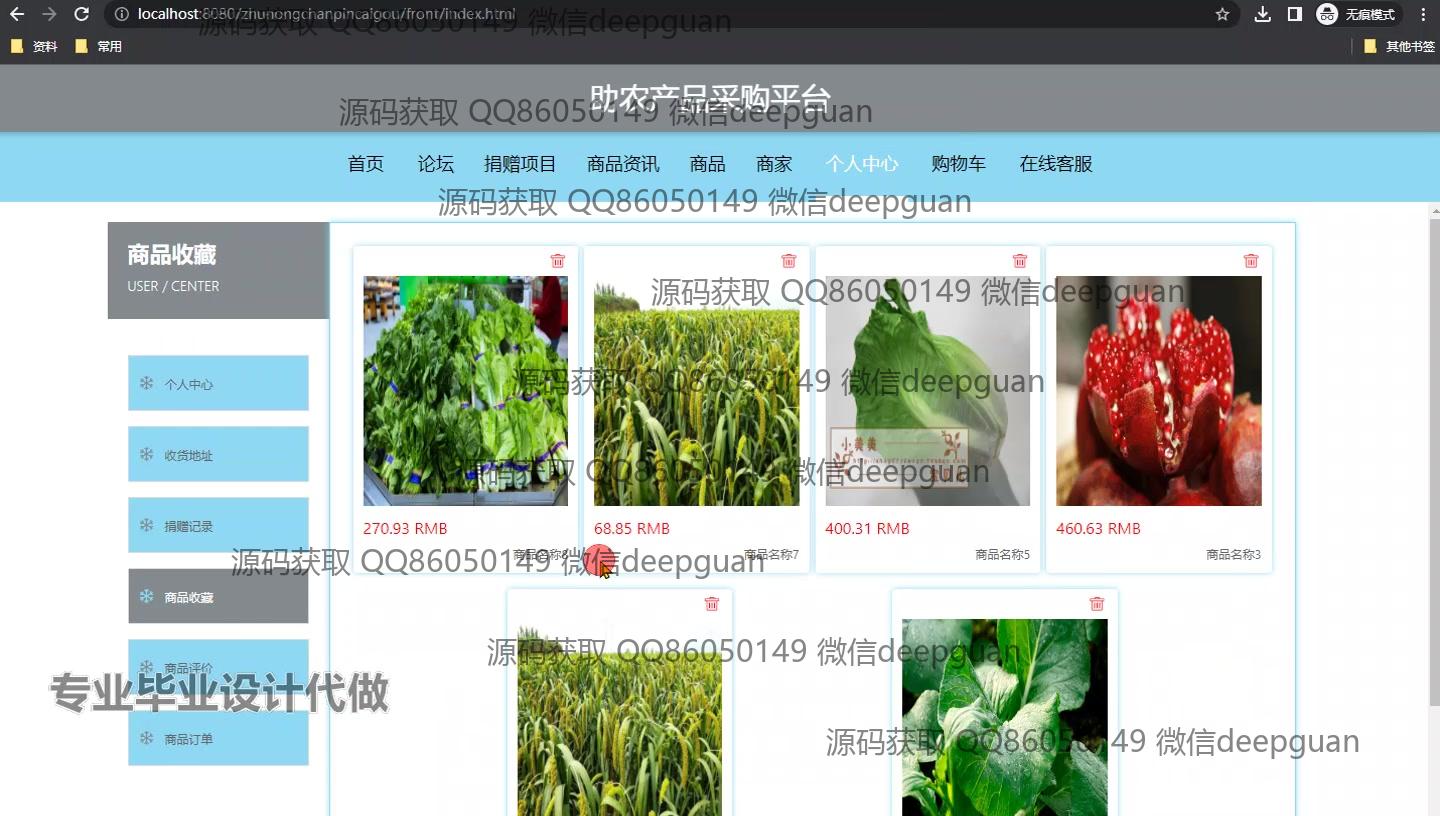 localhost:8080/zhunongchanpincaigou/front/index.html
无痕模式
资料
常用
其他书签
助农产品采购平台
首页 论坛 捐赠项目 商品资讯 商品 商家 个人中心 购物车 在线客服
商品收藏
USER / CENTER
个人中心
收货地址
捐赠记录
商品收藏
商品评价
商品订单
270.93 RMB
商品名称8
68.85 RMB
商品名称7
400.31 RMB
商品名称5
460.63 RMB
商品名称3
小美美
源码获取 QQ86050149 微信deepguan
源码获取 QQ86050149 微信deepguan
源码获取 QQ86050149 微信deepguan
源码获取 QQ86050149 微信deepguan
源码获取 QQ86050149 微信deepguan
源码获取 QQ86050149 微信deepguan
源码获取 QQ86050149 微信deepguan
源码获取 QQ86050149 微信deepguan
源码获取 QQ86050149 微信deepguan
专业毕业设计代做